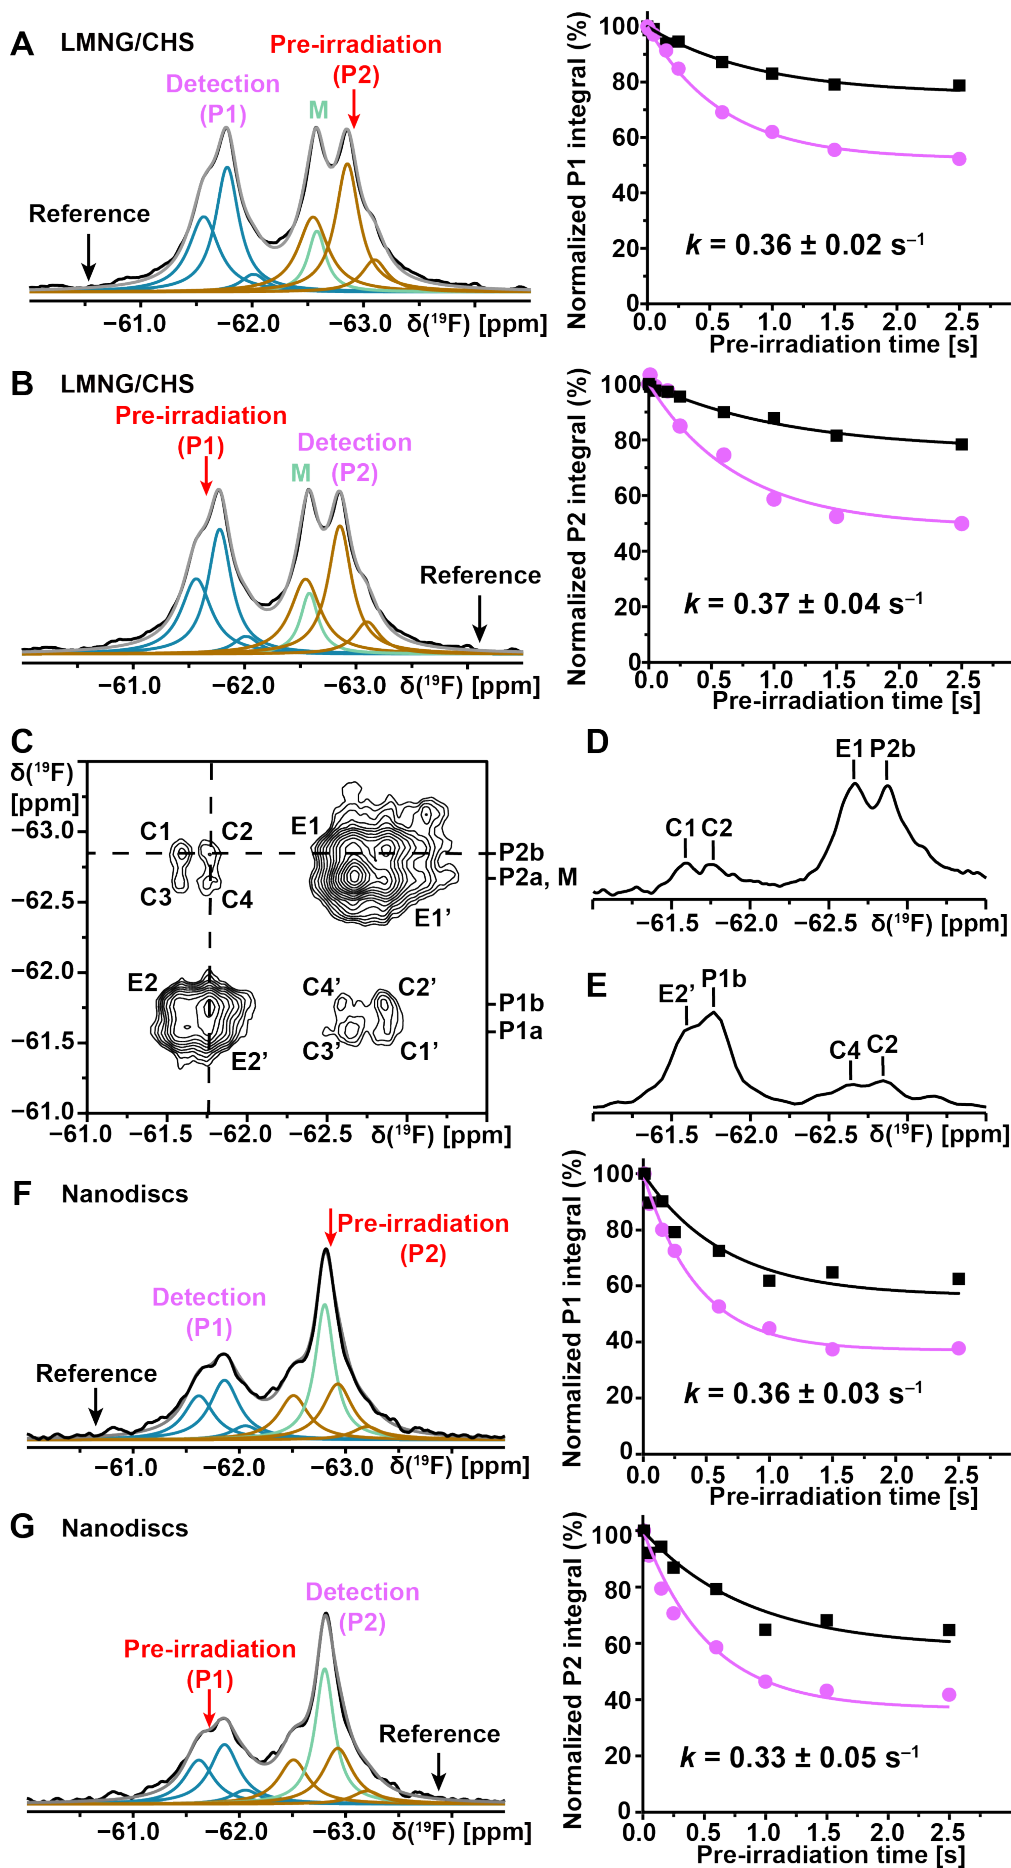 A LMNG/CHS
Pre-irradiation
(P2)
Detection
(P1)
M
Reference
−61.0 −62.0 −63.0 δ(¹⁹F) [ppm]
Normalized P1 integral (%)
100
80
60
40
20
0
k = 0.36 ± 0.02 s⁻¹
0.0 0.5 1.0 1.5 2.0 2.5
Pre-irradiation time [s]
B LMNG/CHS
Pre-irradiation
(P1)
Detection
(P2)
M
Reference
−61.0 −62.0 −63.0 δ(¹⁹F) [ppm]
Normalized P2 integral (%)
100
80
60
40
20
0
k = 0.37 ± 0.04 s⁻¹
0.0 0.5 1.0 1.5 2.0 2.5
Pre-irradiation time [s]
C
δ(¹⁹F)
[ppm]
−63.0
−62.5
−62.0
−61.5
−61.0
C1 C2 E1
C3 C4 E1’
E2 C4’ C2’
E2’ C3’ C1’
P2b
P2a, M
P1b
P1a
−61.0 −61.5 −62.0 −62.5 δ(¹⁹F) [ppm]
D
E1 P2b
C1 C2
−61.5 −62.0 −62.5 δ(¹⁹F) [ppm]
E
P1b
E2’
C4 C2
−61.5 −62.0 −62.5 δ(¹⁹F) [ppm]
F Nanodiscs
Pre-irradiation
(P2)
Detection
(P1)
Reference
−61.0 −62.0 −63.0 δ(¹⁹F) [ppm]
Normalized P1 integral (%)
100
80
60
40
20
0
k = 0.36 ± 0.03 s⁻¹
0.0 0.5 1.0 1.5 2.0 2.5
Pre-irradiation time [s]
G Nanodiscs
Detection
(P2)
Pre-irradiation
(P1)
Reference
−61.0 −62.0 −63.0 δ(¹⁹F) [ppm]
Normalized P2 integral (%)
100
80
60
40
20
0
k = 0.33 ± 0.05 s⁻¹
0.0 0.5 1.0 1.5 2.0 2.5
Pre-irradiation time [s]